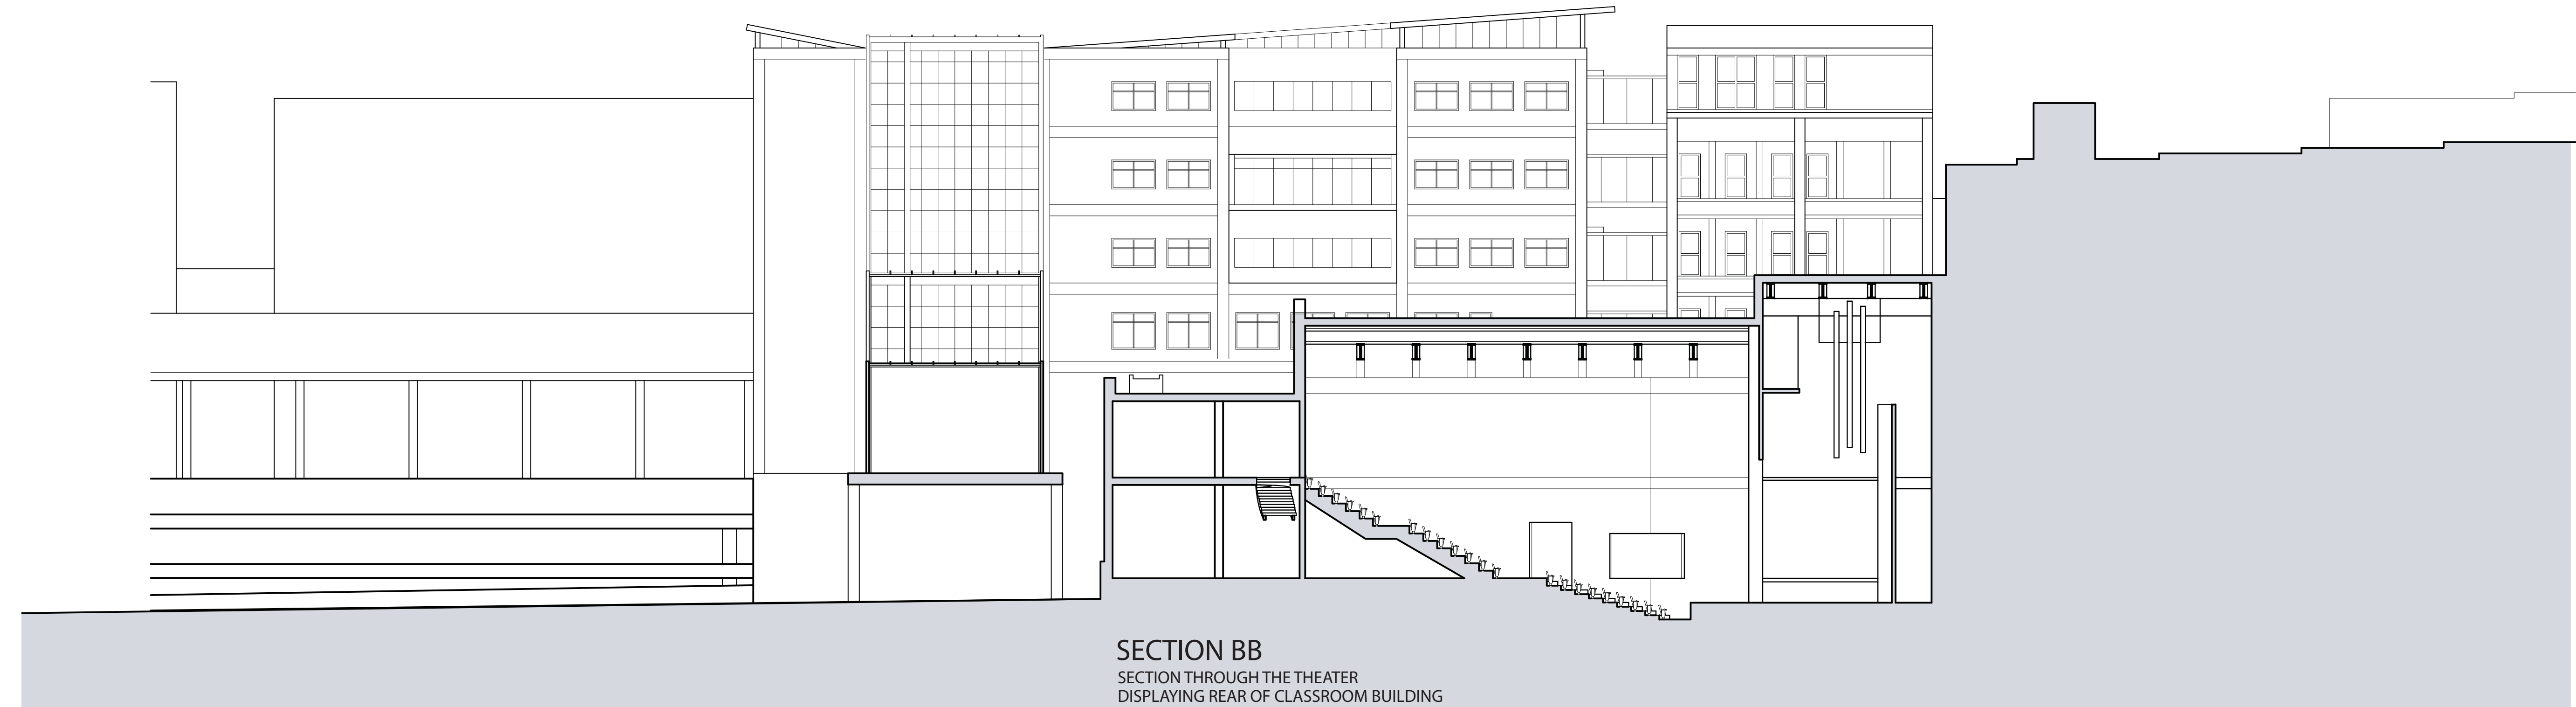 SECTION BB
SECTION THROUGH THE THEATER
DISPLAYING REAR OF CLASSROOM BUILDING